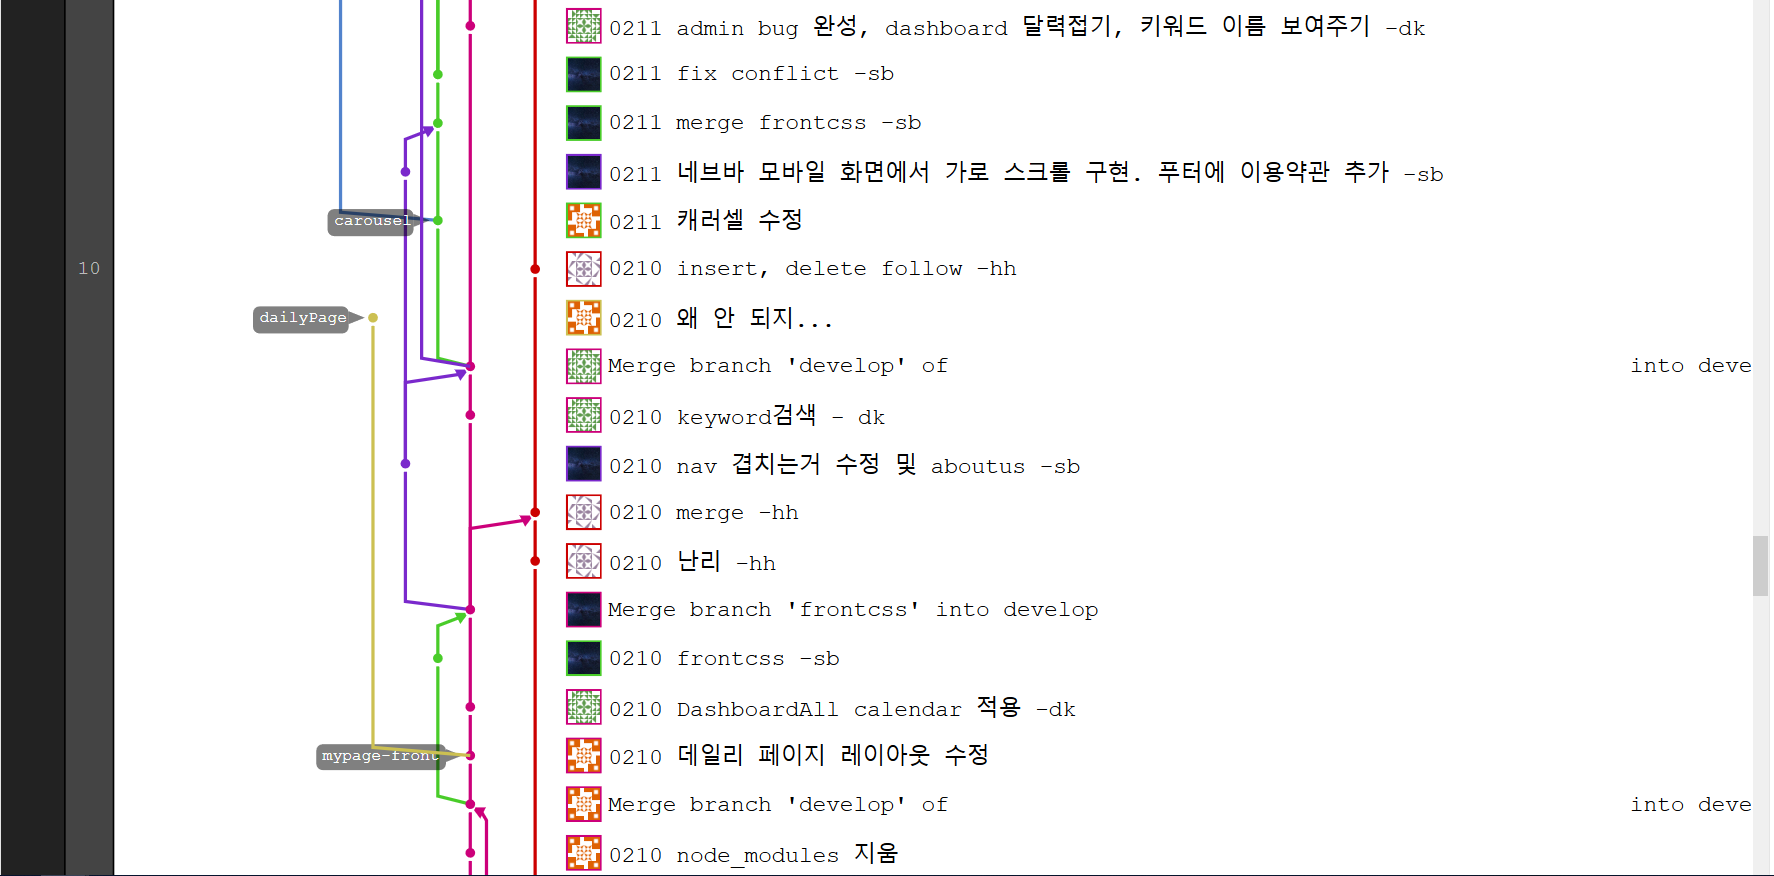 0211 admin bug 완성, dashboard 달력접기, 키워드 이름 보여주기 -dk
0211 fix conflict -sb
0211 merge frontcss -sb
0211 네브바 모바일 화면에서 가로 스크롤 구현. 푸터에 이용약관 추가 -sb
carousel 0211 캐러셀 수정
10 0210 insert, delete follow -hh
dailyPage 0210 왜 안 되지...
Merge branch 'develop' of into deve
0210 keyword검색 - dk
0210 nav 겹치는거 수정 및 aboutus -sb
0210 merge -hh
0210 난리 -hh
Merge branch 'frontcss' into develop
0210 frontcss -sb
0210 DashboardAll calendar 적용 -dk
mypage-front 0210 데일리 페이지 레이아웃 수정
Merge branch 'develop' of into deve
0210 node_modules 지움